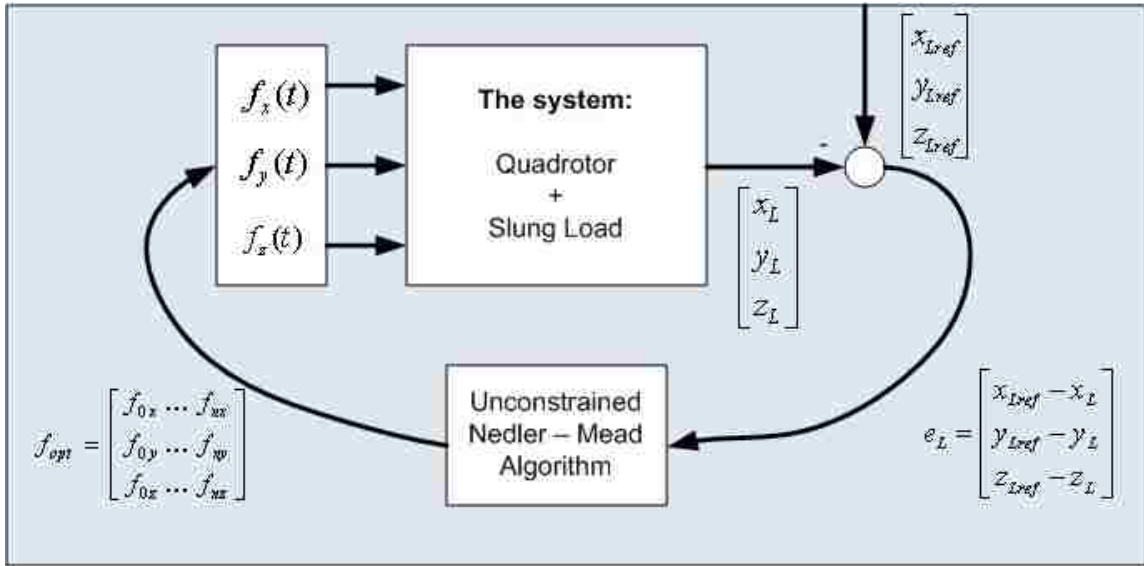 f_x(t)
f_y(t)
f_z(t)
The system:
Quadrotor
+
Slung Load
-
x_Lref
y_Lref
z_Lref
x_L
y_L
z_L
Unconstrained
Nedler – Mead
Algorithm
f_opt = [ f_0x ... f_nx
f_0y ... f_ny
f_0z ... f_nz ]
e_L = [ x_Lref - x_L
y_Lref - y_L
z_Lref - z_L ]